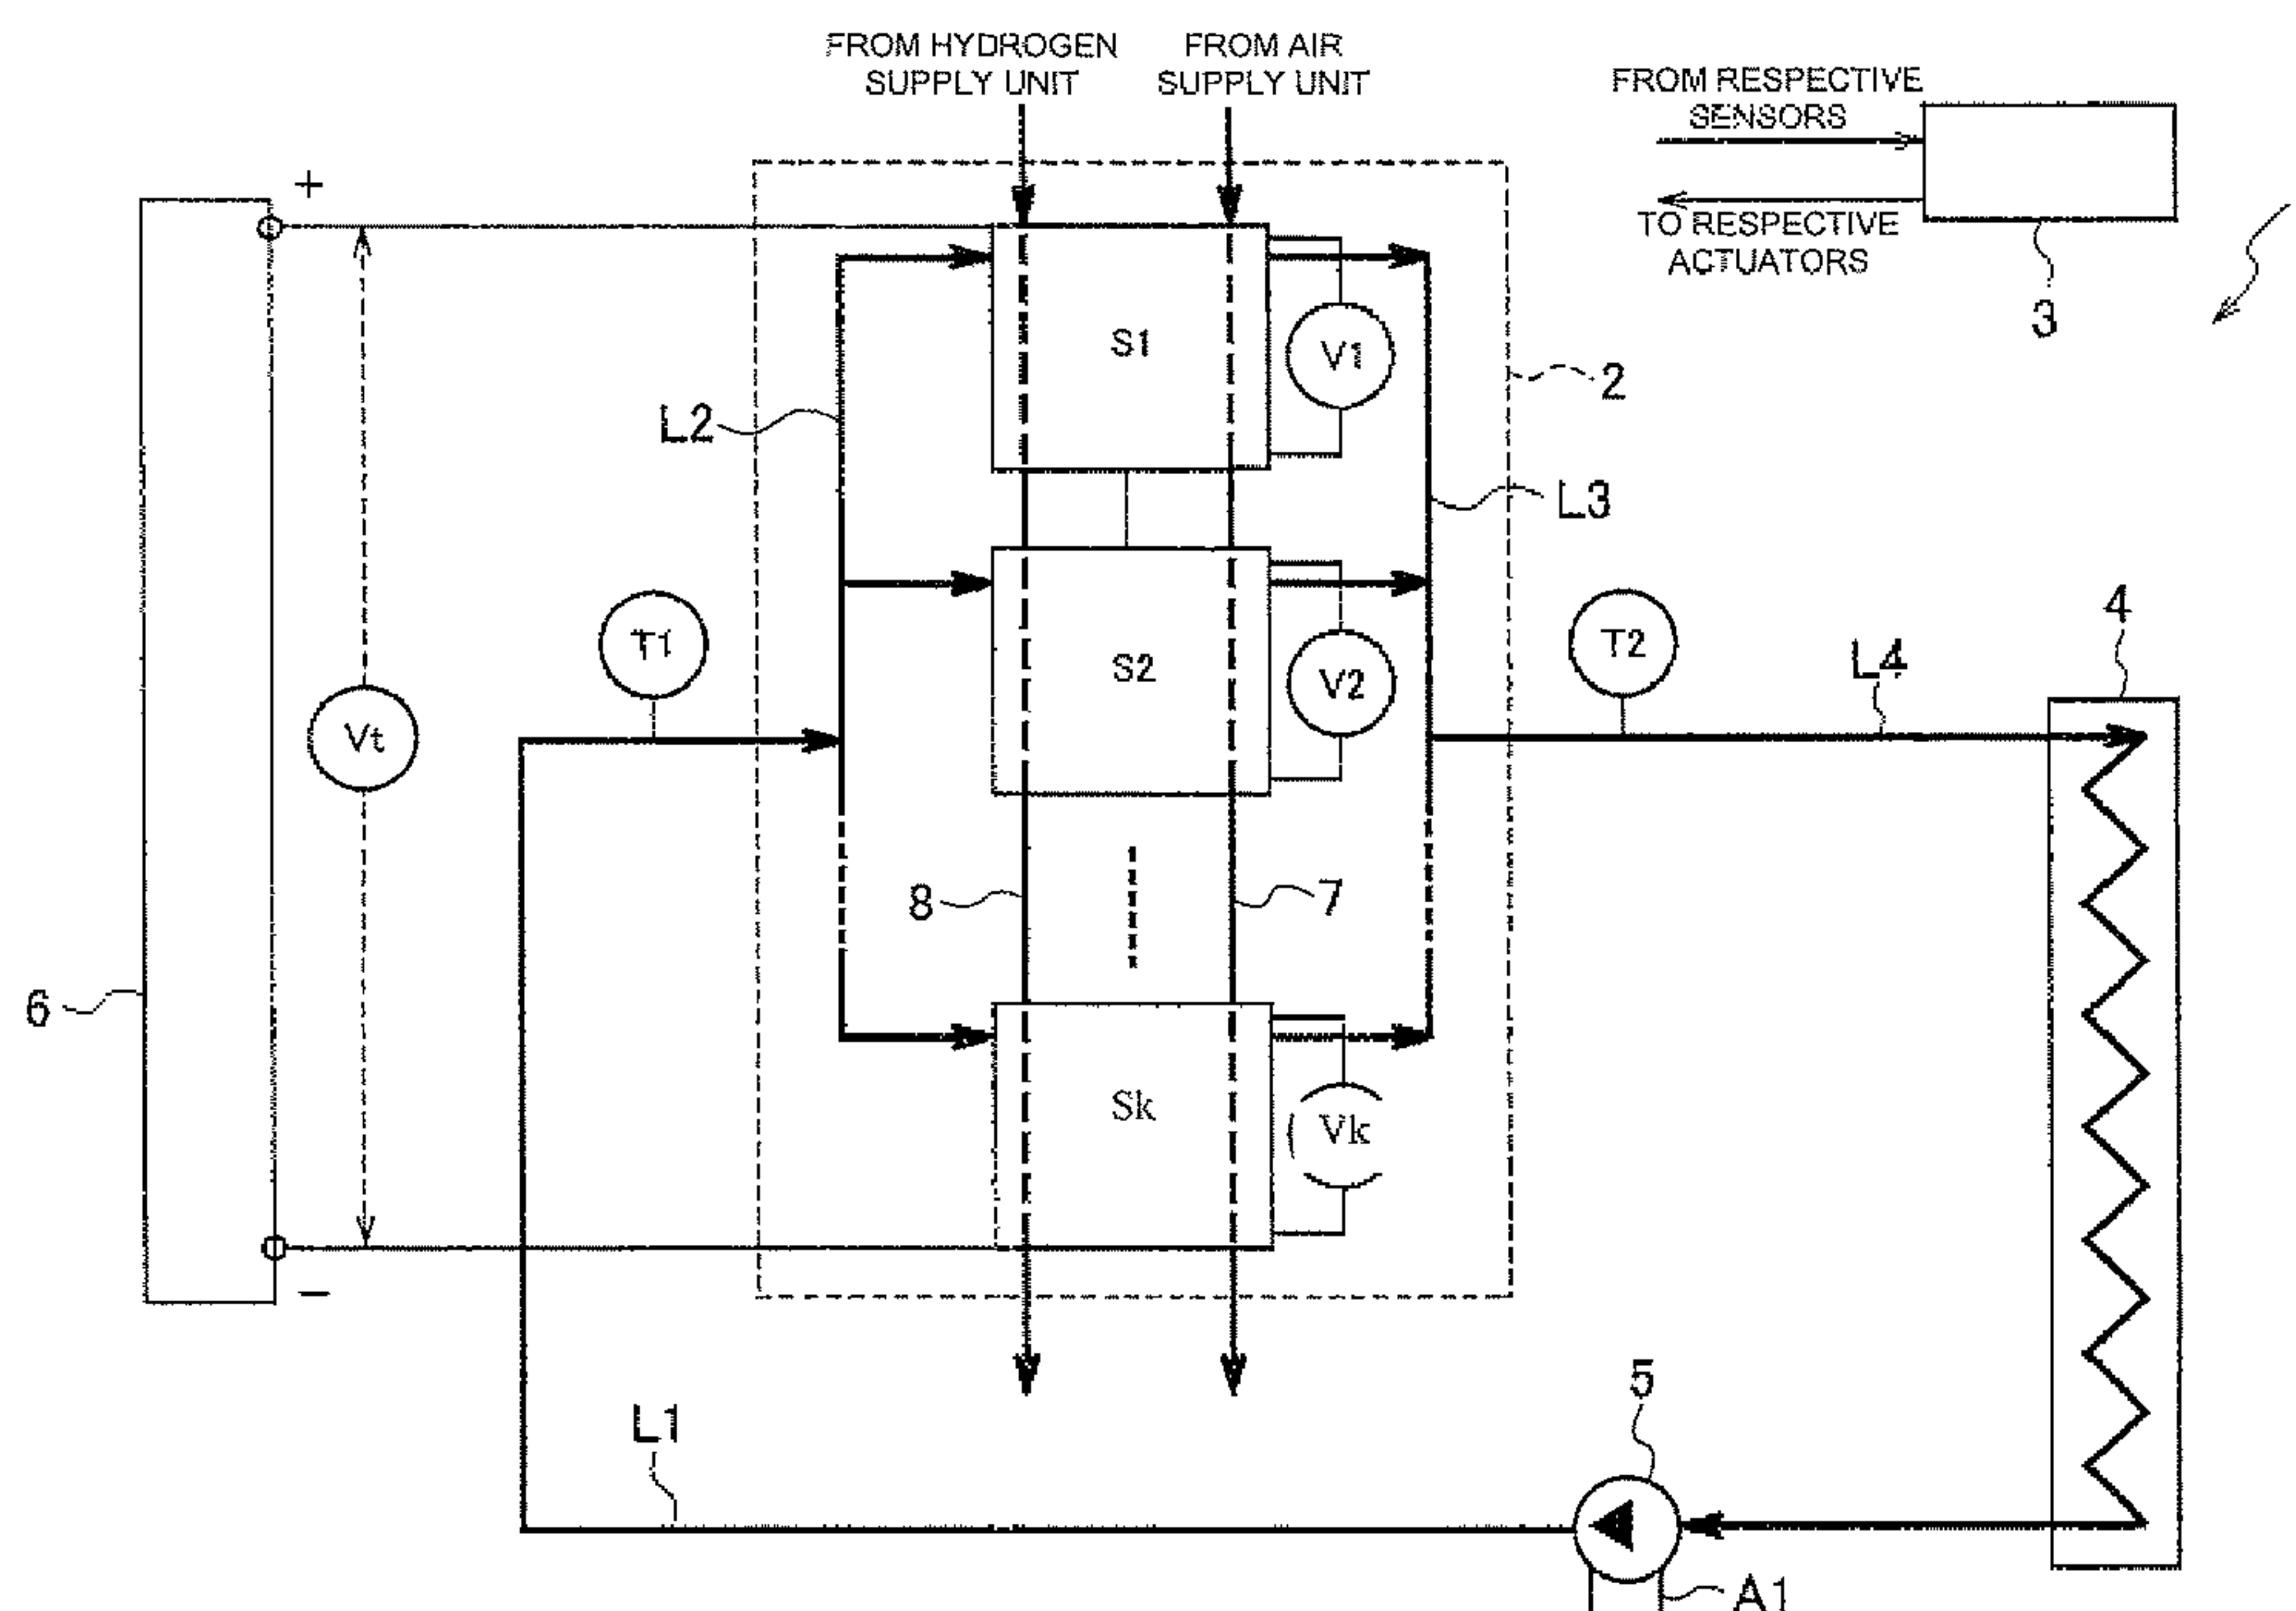 FROM HYDROGEN
SUPPLY UNIT
FROM AIR
SUPPLY UNIT
FROM RESPECTIVE
SENSORS
TO RESPECTIVE
ACTUATORS
3
+
S1
V1
2
L2
L3
T1
S2
V2
T2
L4
4
Vt
8
7
6
Sk
Vk
−
5
L1
A1